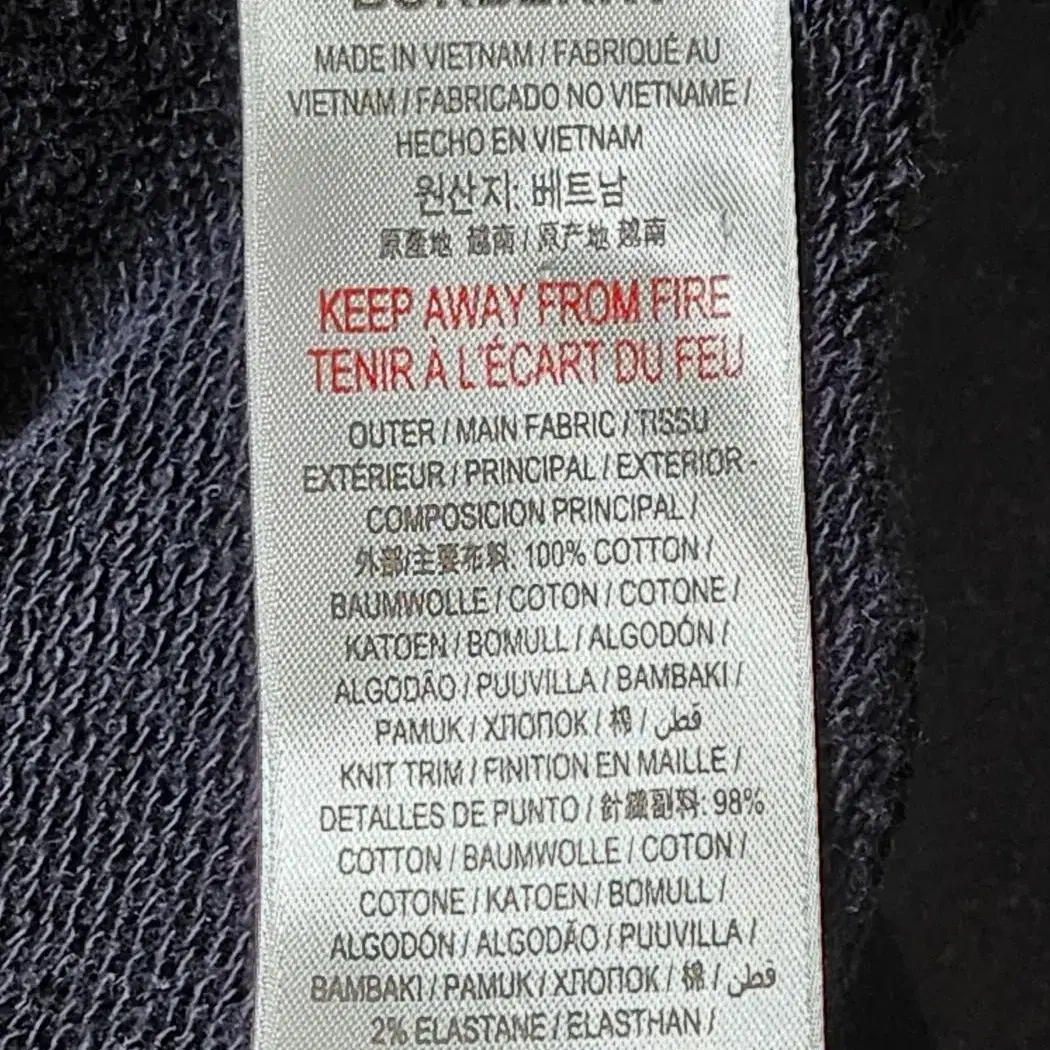 BURBERRY
MADE IN VIETNAM / FABRIQUÉ AU
VIETNAM / FABRICADO NO VIETNAME /
HECHO EN VIETNAM
원산지: 베트남
原產地 越南 / 原产地 越南
KEEP AWAY FROM FIRE
TENIR À L'ÉCART DU FEU
OUTER / MAIN FABRIC / TISSU
EXTÉRIEUR / PRINCIPAL / EXTERIOR -
COMPOSICION PRINCIPAL /
外部/主要布料: 100% COTTON /
BAUMWOLLE / COTON / COTONE /
KATOEN / BOMULL / ALGODÓN /
ALGODÃO / PUUVILLA / BAMBAKI /
PAMUK / ХЛОПОК / 棉 / قطن
KNIT TRIM / FINITION EN MAILLE /
DETALLES DE PUNTO / 針織副料: 98%
COTTON / BAUMWOLLE / COTON /
COTONE / KATOEN / BOMULL /
ALGODÓN / ALGODÃO / PUUVILLA /
BAMBAKI / PAMUK / ХЛОПОК / 棉 / قطن
2% ELASTANE / ELASTHAN /